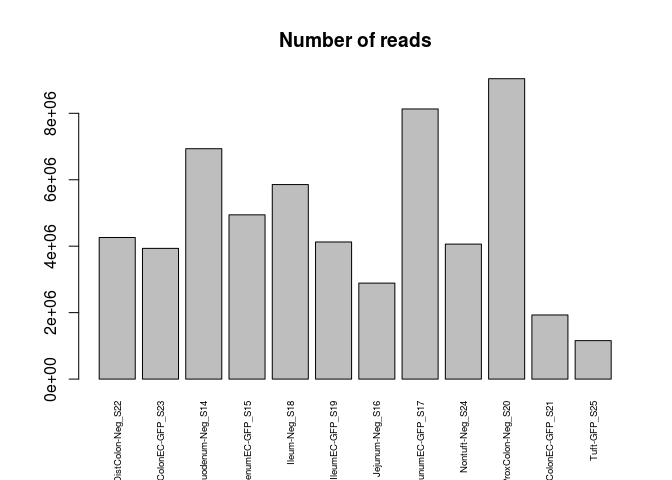 Number of reads
8e+06
6e+06
4e+06
2e+06
0e+00
DistColon-Neg_S22
ColonEC-GFP_S23
uodenum-Neg_S14
enumEC-GFP_S15
Ileum-Neg_S18
IleumEC-GFP_S19
Jejunum-Neg_S16
unumEC-GFP_S17
Nontuft-Neg_S24
ProxColon-Neg_S20
ColonEC-GFP_S21
Tuft-GFP_S25